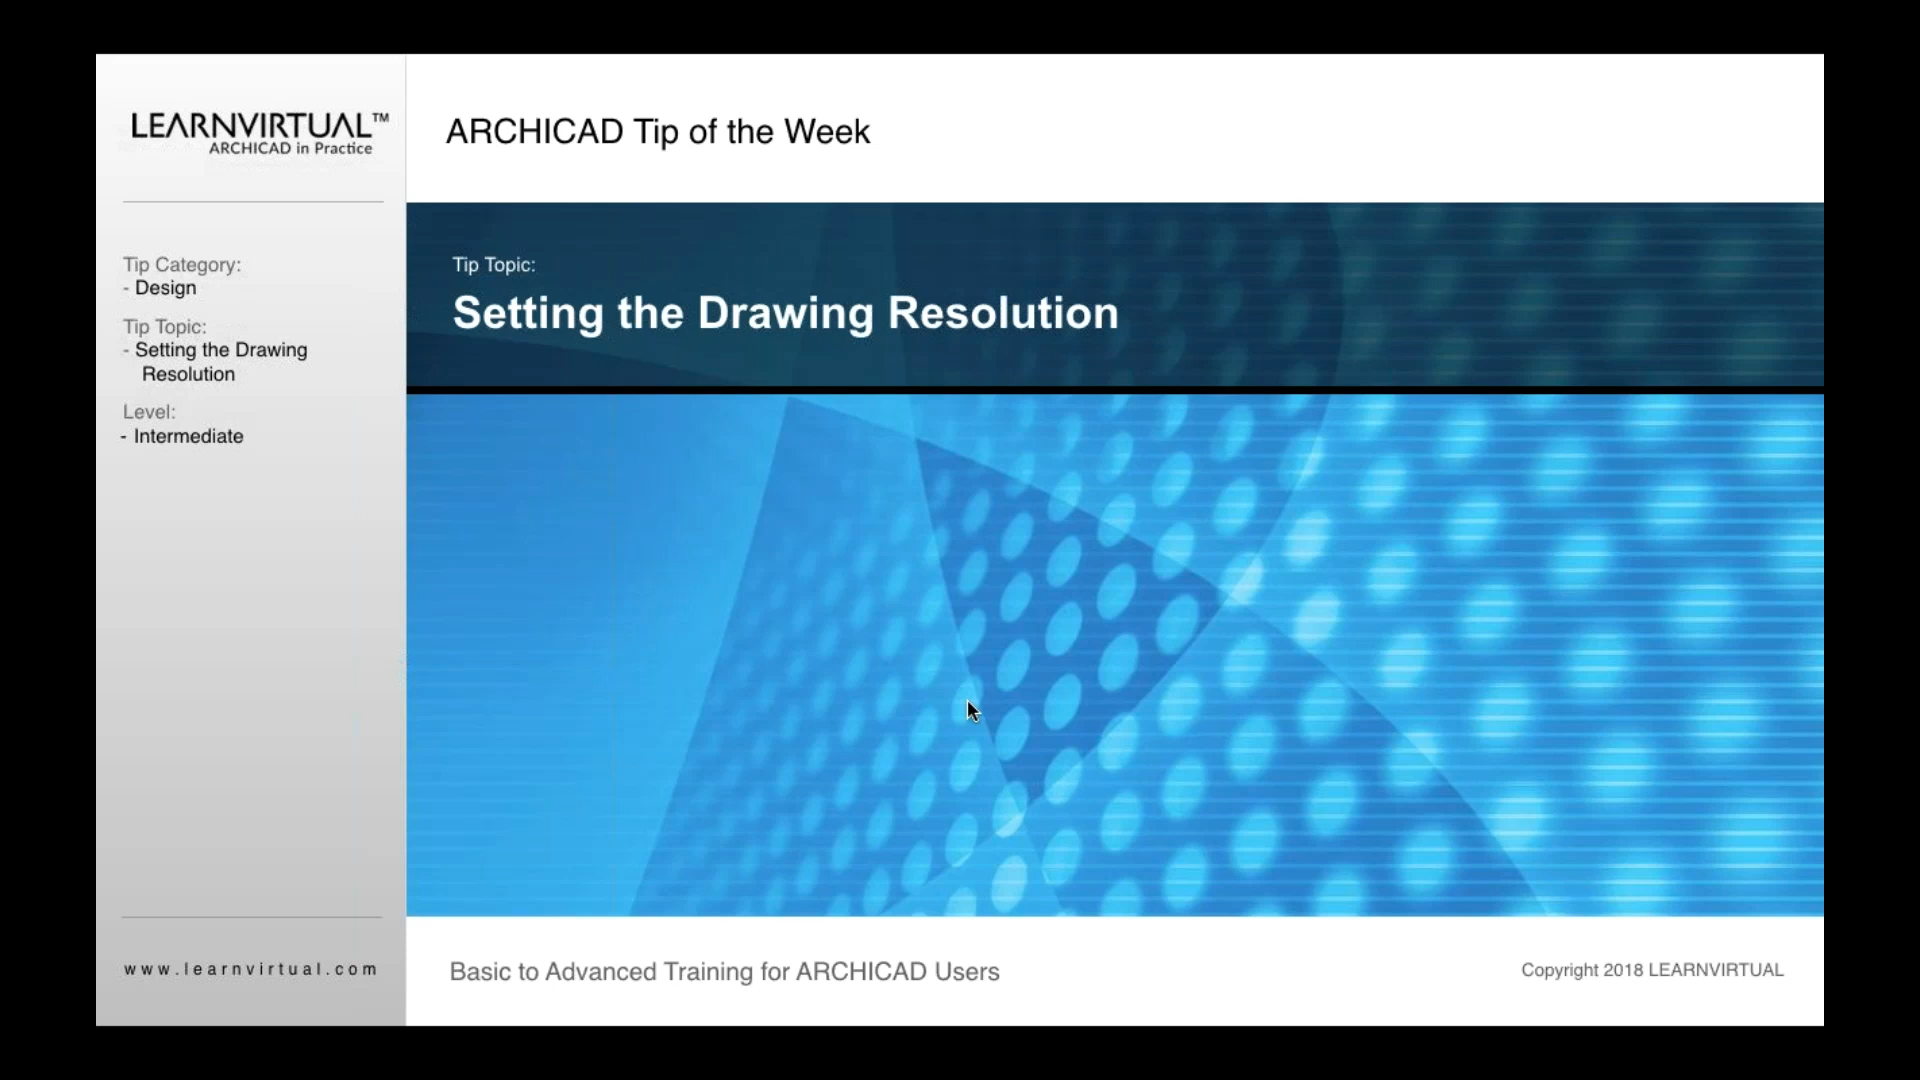 LEARNVIRTUAL™
ARCHICAD in Practice
ARCHICAD Tip of the Week
Tip Category:
- Design
Tip Topic:
- Setting the Drawing
Resolution
Level:
- Intermediate
Tip Topic:
Setting the Drawing Resolution
www.learnvirtual.com
Basic to Advanced Training for ARCHICAD Users
Copyright 2018 LEARNVIRTUAL